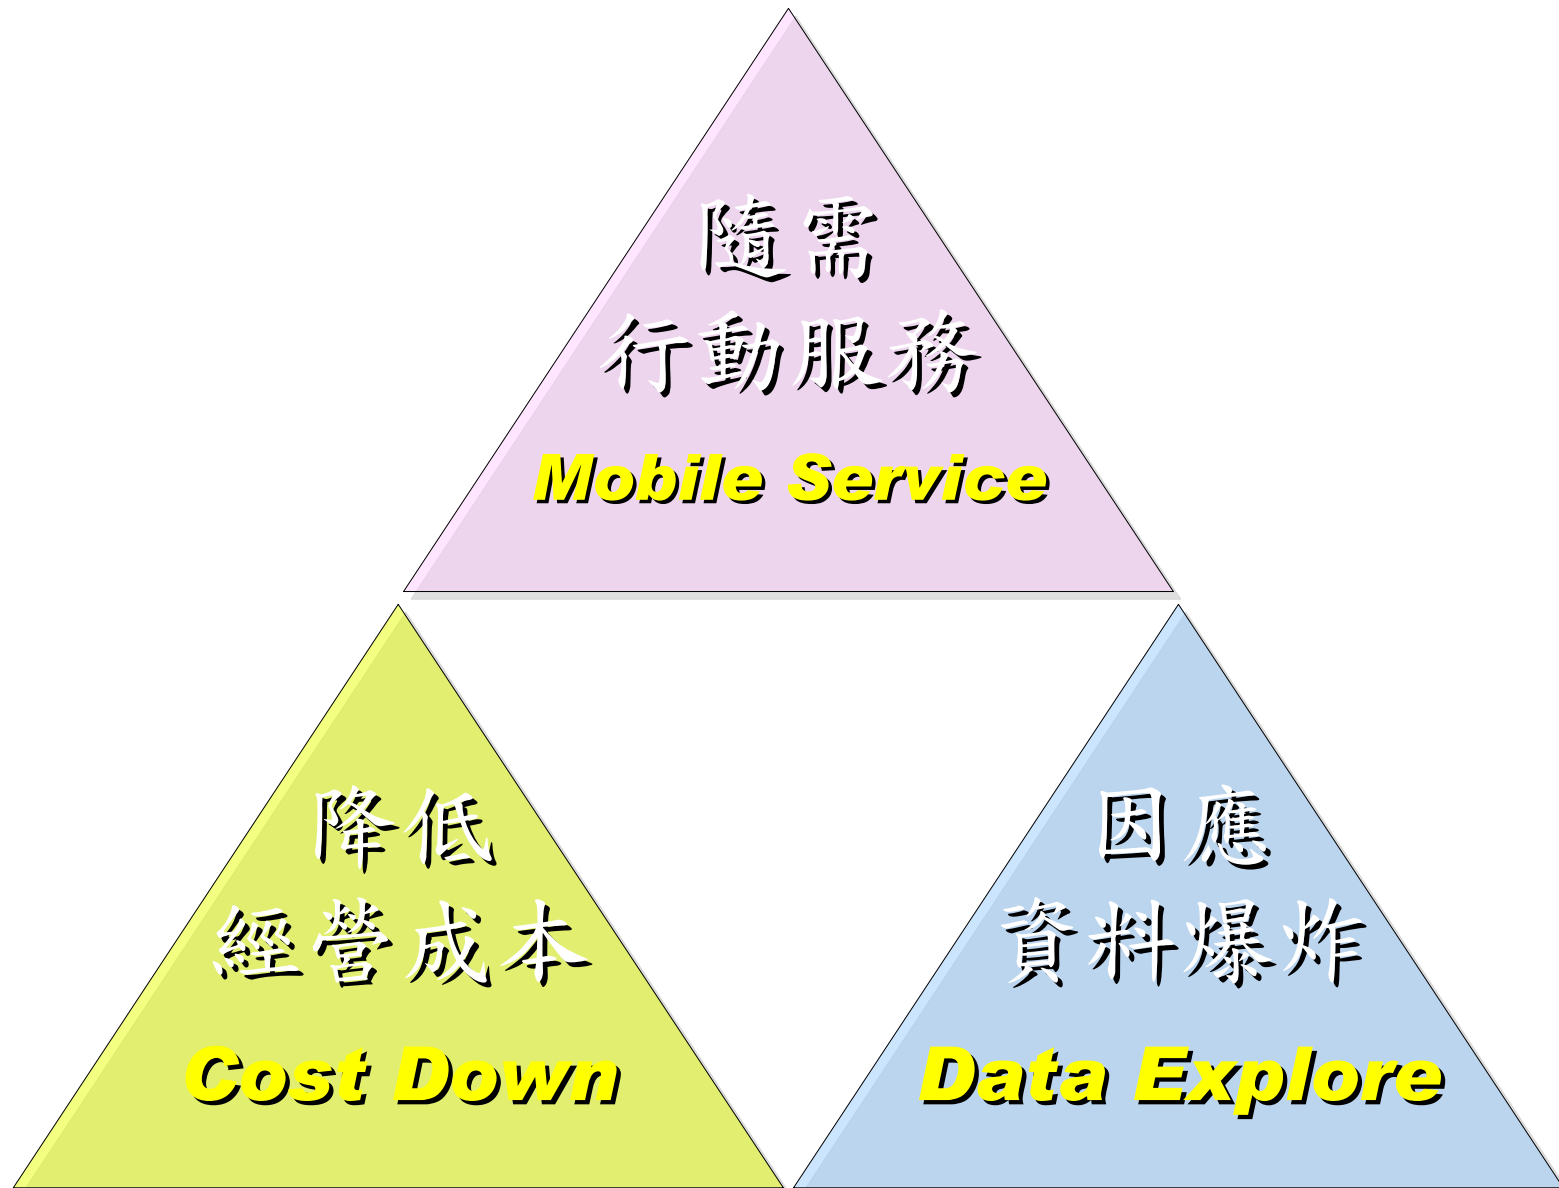 隨需
行動服務
Mobile Service
降低
經營成本
Cost Down
因應
資料爆炸
Data Explore